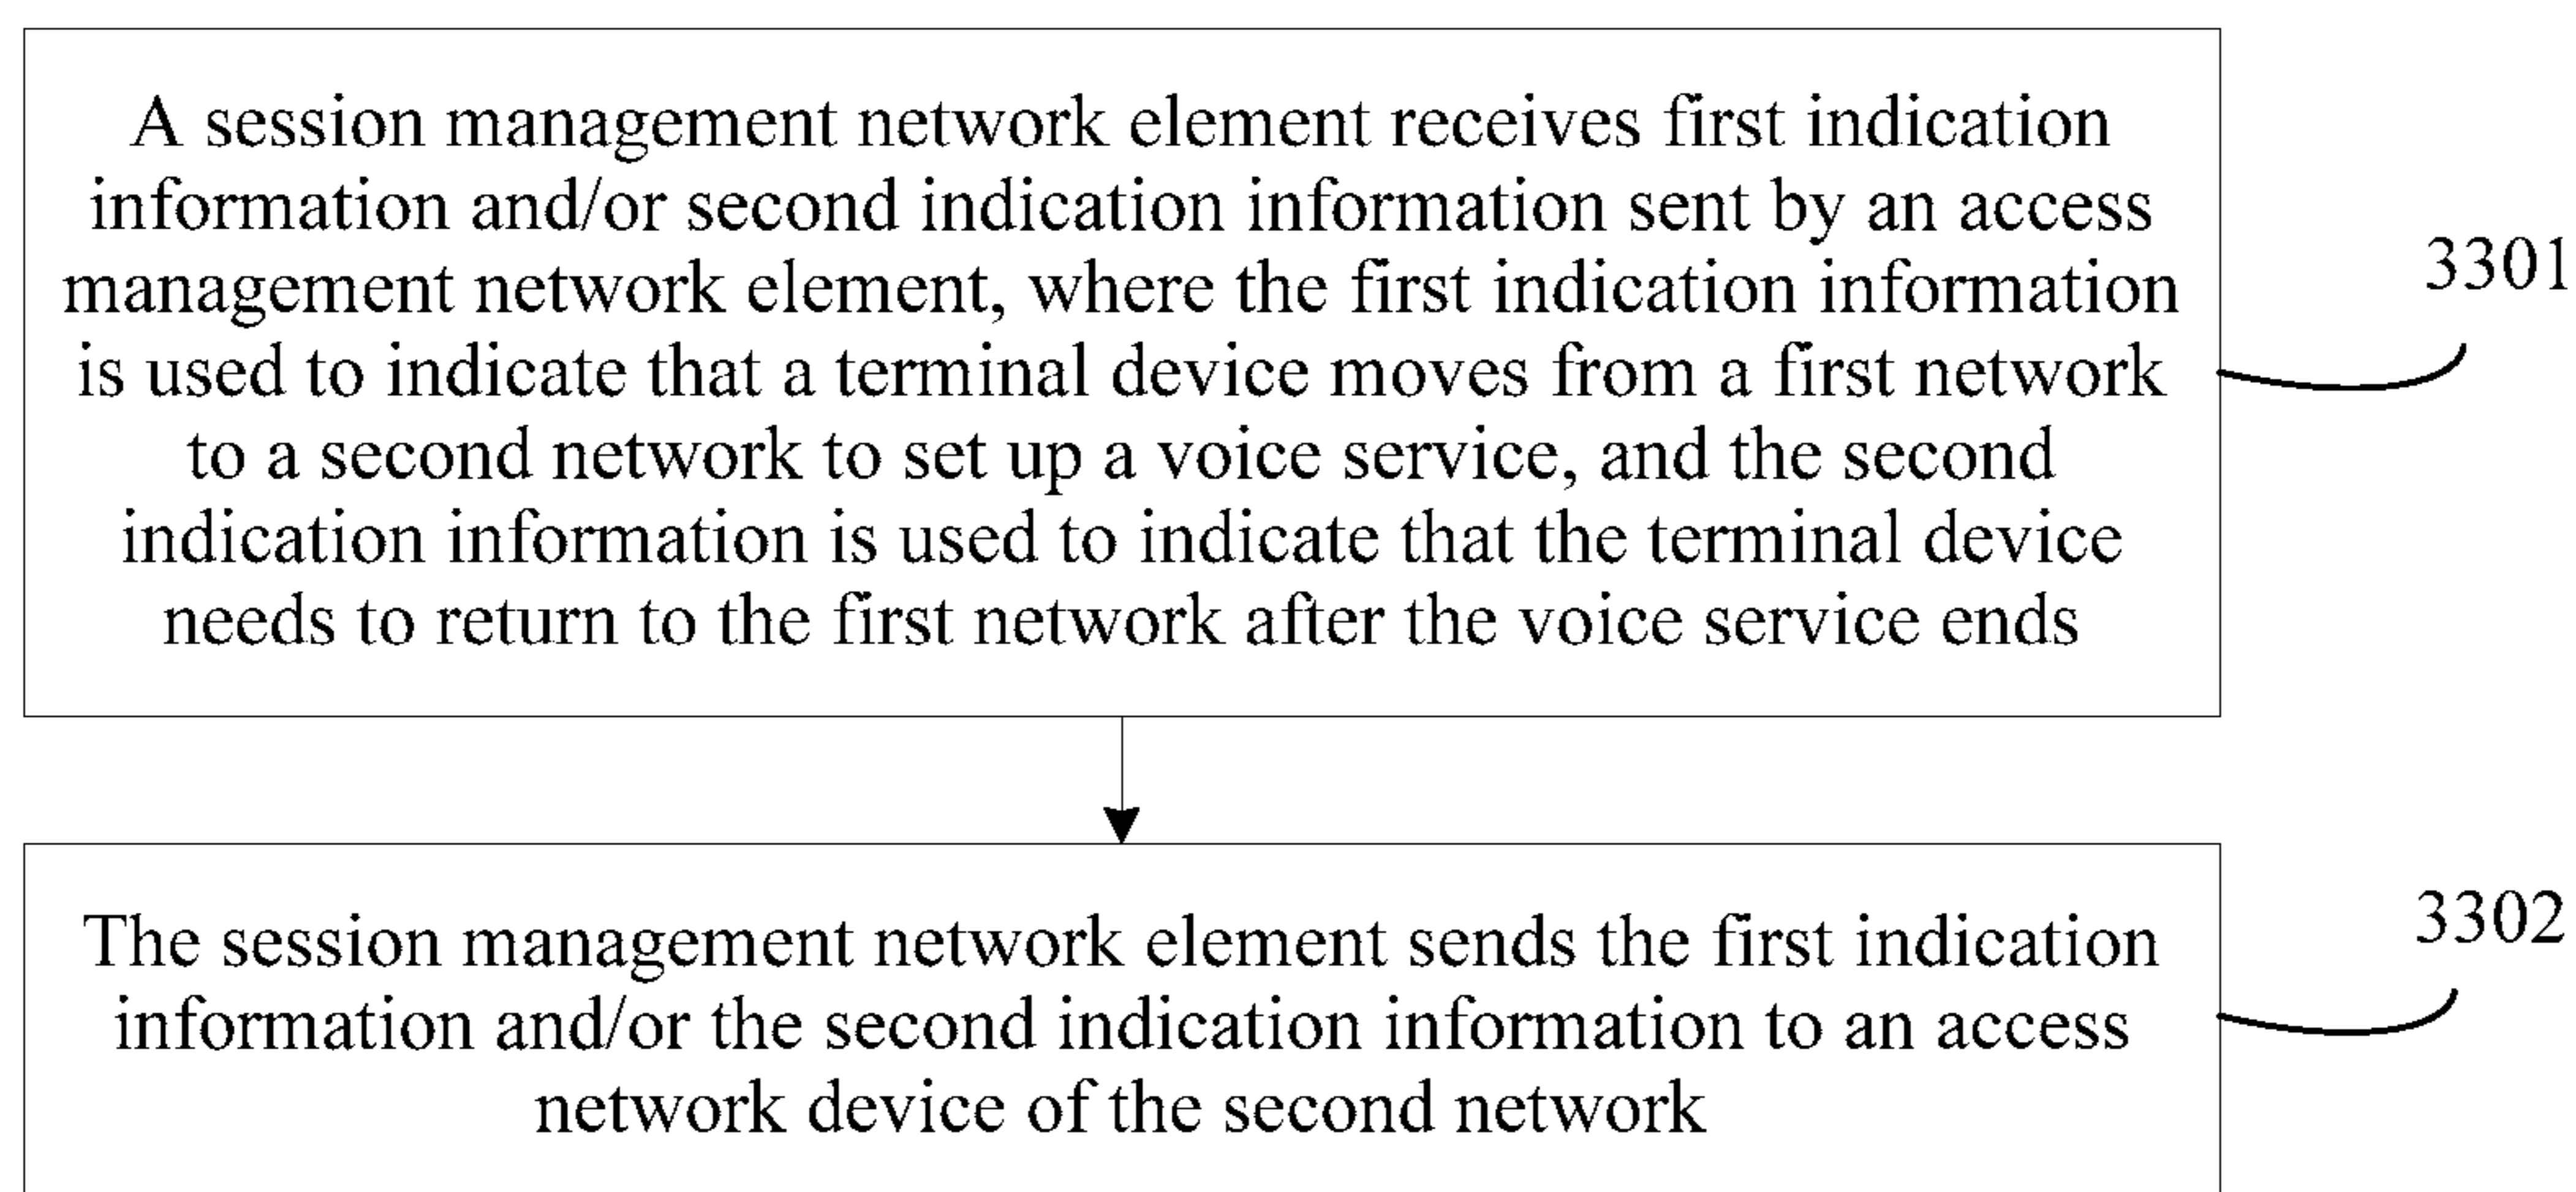 A session management network element receives first indication
information and/or second indication information sent by an access
management network element, where the first indication information
is used to indicate that a terminal device moves from a first network
to a second network to set up a voice service, and the second
indication information is used to indicate that the terminal device
needs to return to the first network after the voice service ends
3301
The session management network element sends the first indication
information and/or the second indication information to an access
network device of the second network
3302